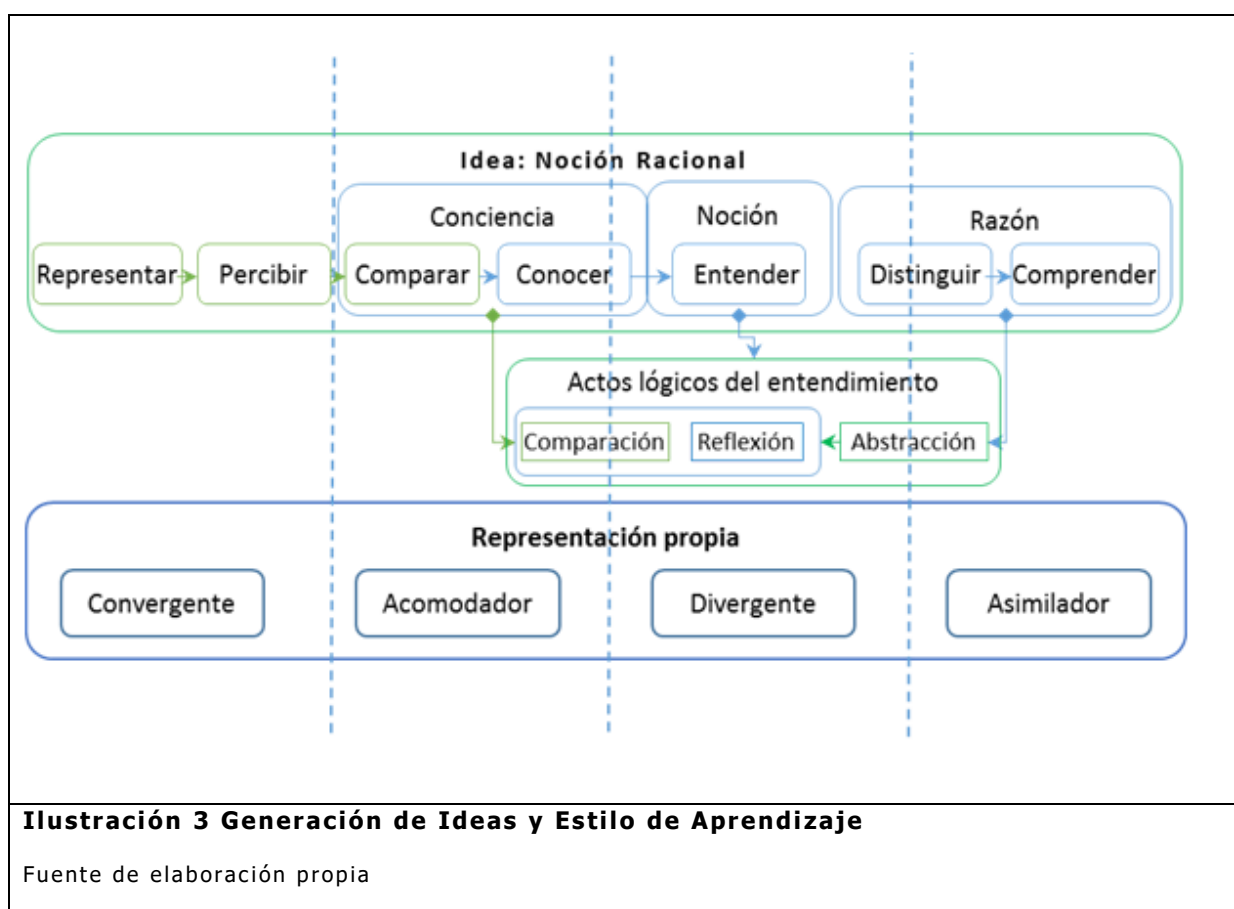 Idea: Noción Racional
Conciencia
Noción
Razón
Representar
Percibir
Comparar
Conocer
Entender
Distinguir
Comprender
Actos lógicos del entendimiento
Comparación
Reflexión
Abstracción
Representación propia
Convergente
Acomodador
Divergente
Asimilador
Ilustración 3 Generación de Ideas y Estilo de Aprendizaje
Fuente de elaboración propia